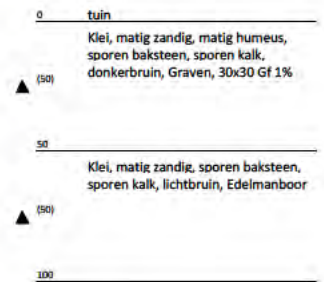 0 tuin
Klei, matig zandig, matig humeus,
sporen baksteen, sporen kalk,
donkerbruin, Graven, 30x30 Gf 1%
(50)
50
Klei, matig zandig, sporen baksteen,
sporen kalk, lichtbruin, Edelmanboor
(50)
100